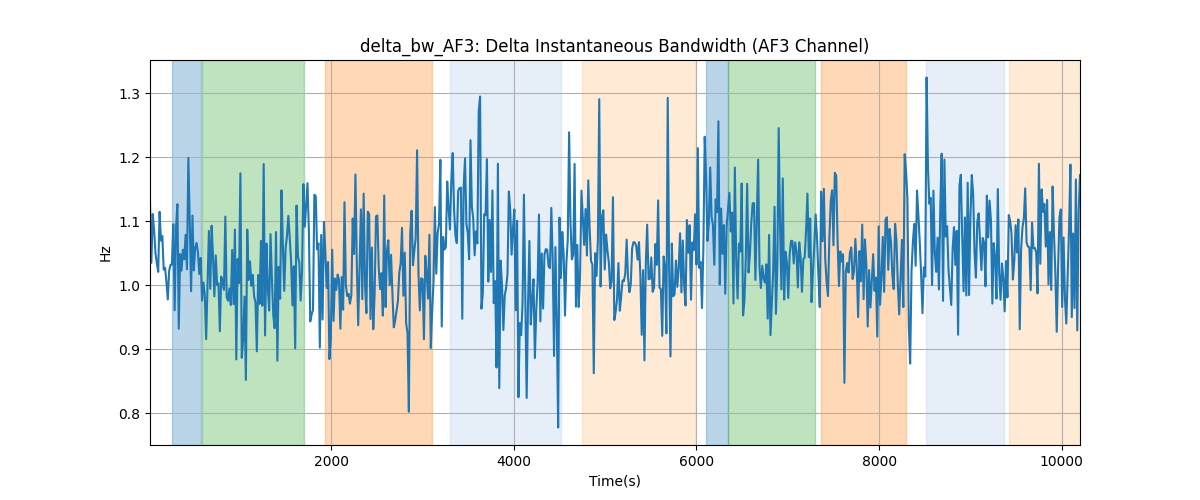 delta_bw_AF3: Delta Instantaneous Bandwidth (AF3 Channel)
1.3
1.2
1.1
1.0
0.9
0.8
Hz
2000 4000 6000 8000 10000
Time(s)